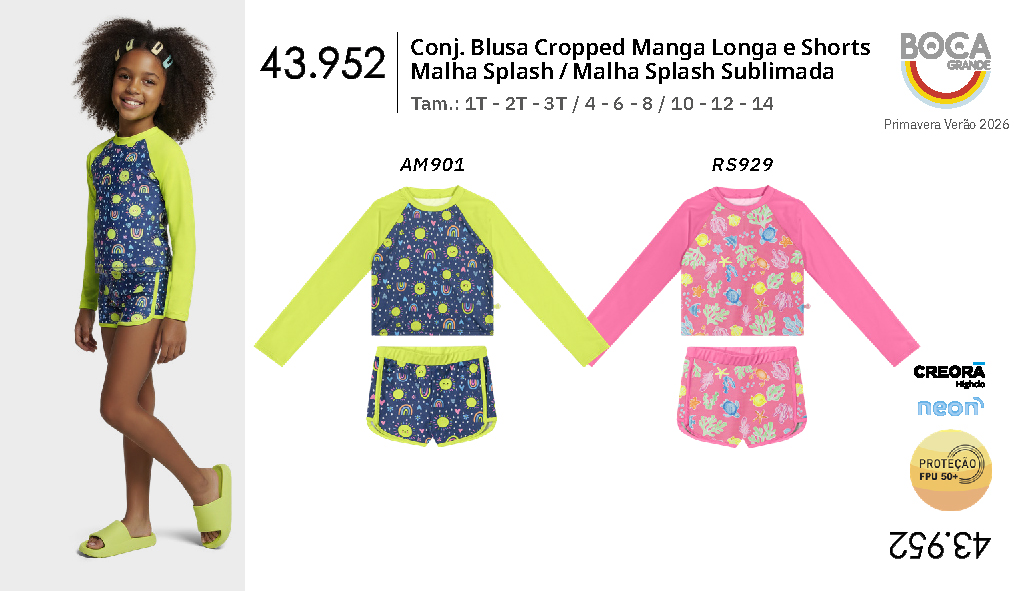 43.952
Conj. Blusa Cropped Manga Longa e Shorts
Malha Splash / Malha Splash Sublimada
Tam.: 1T - 2T - 3T / 4 - 6 - 8 / 10 - 12 - 14
BOCA
GRANDE
Primavera Verão 2026
AM901
RS929
CREORA
Highclo
neon
PROTEÇÃO
FPU 50+
43.952